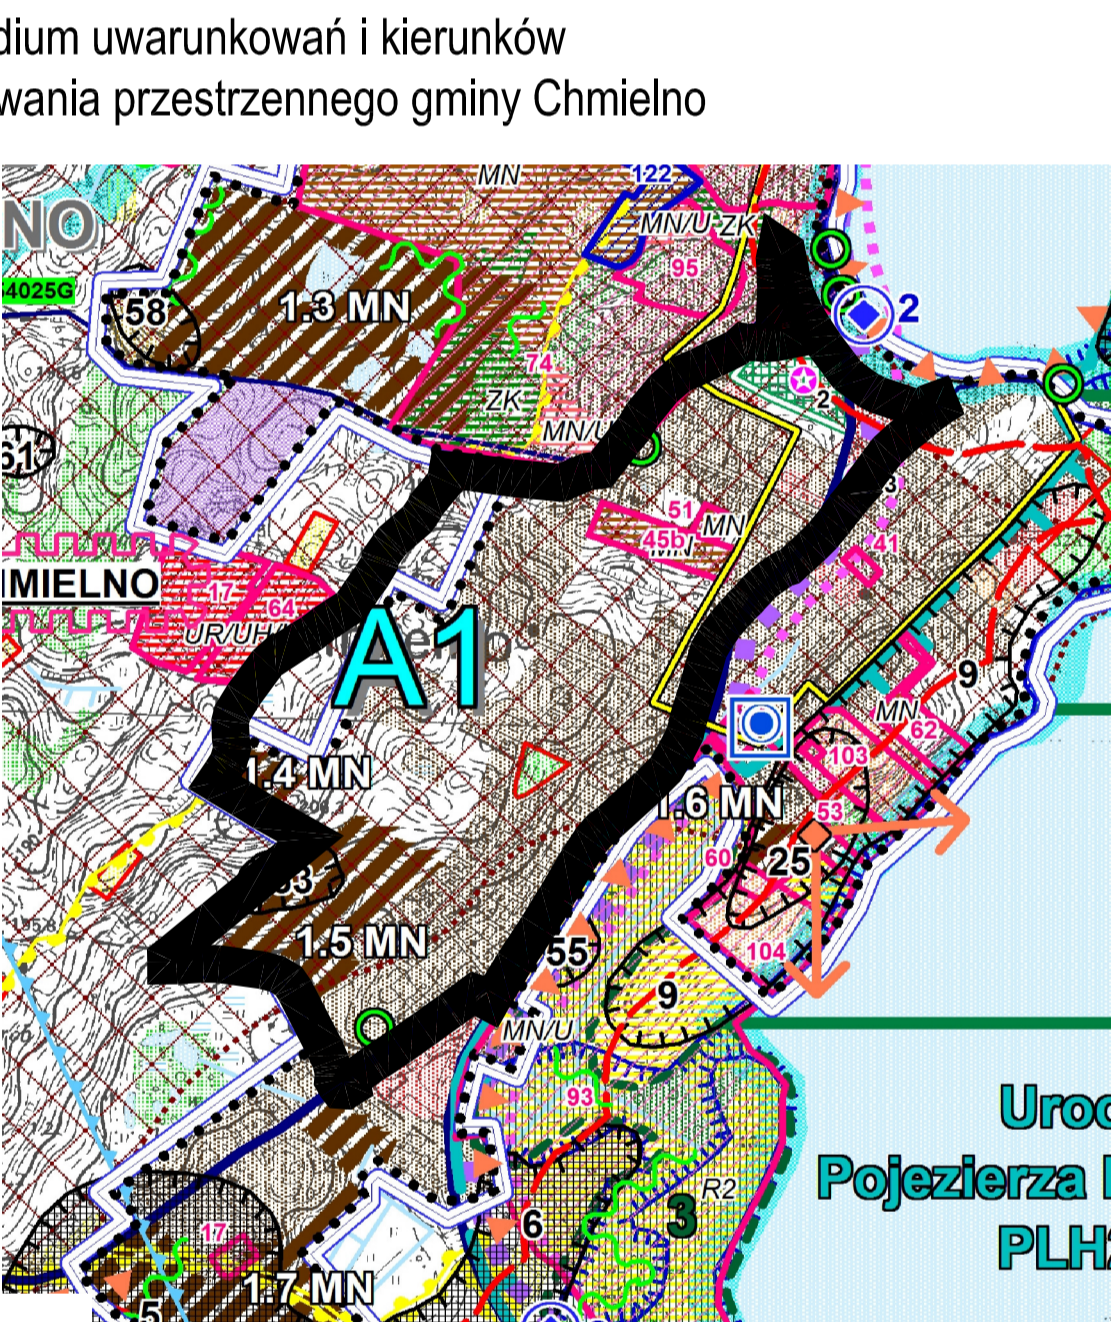 dium uwarunkowań i kierunków
wania przestrzennego gminy Chmielno
MN
122
NO
MN/U
ZK
95
2
54025G
58
1.3 MN
74
2
ZK
MN/U
61
3
51
MN
45b
MN
41
MIELNO
17
64
UR/UH
A1
9
MN
62
103
1.4 MN
1.6 MN
53
60
25
1.5 MN
55
104
9
MN/U
93
Uroc
Pojezierza
R2
3
PLH
6
17
1.7 MN
5